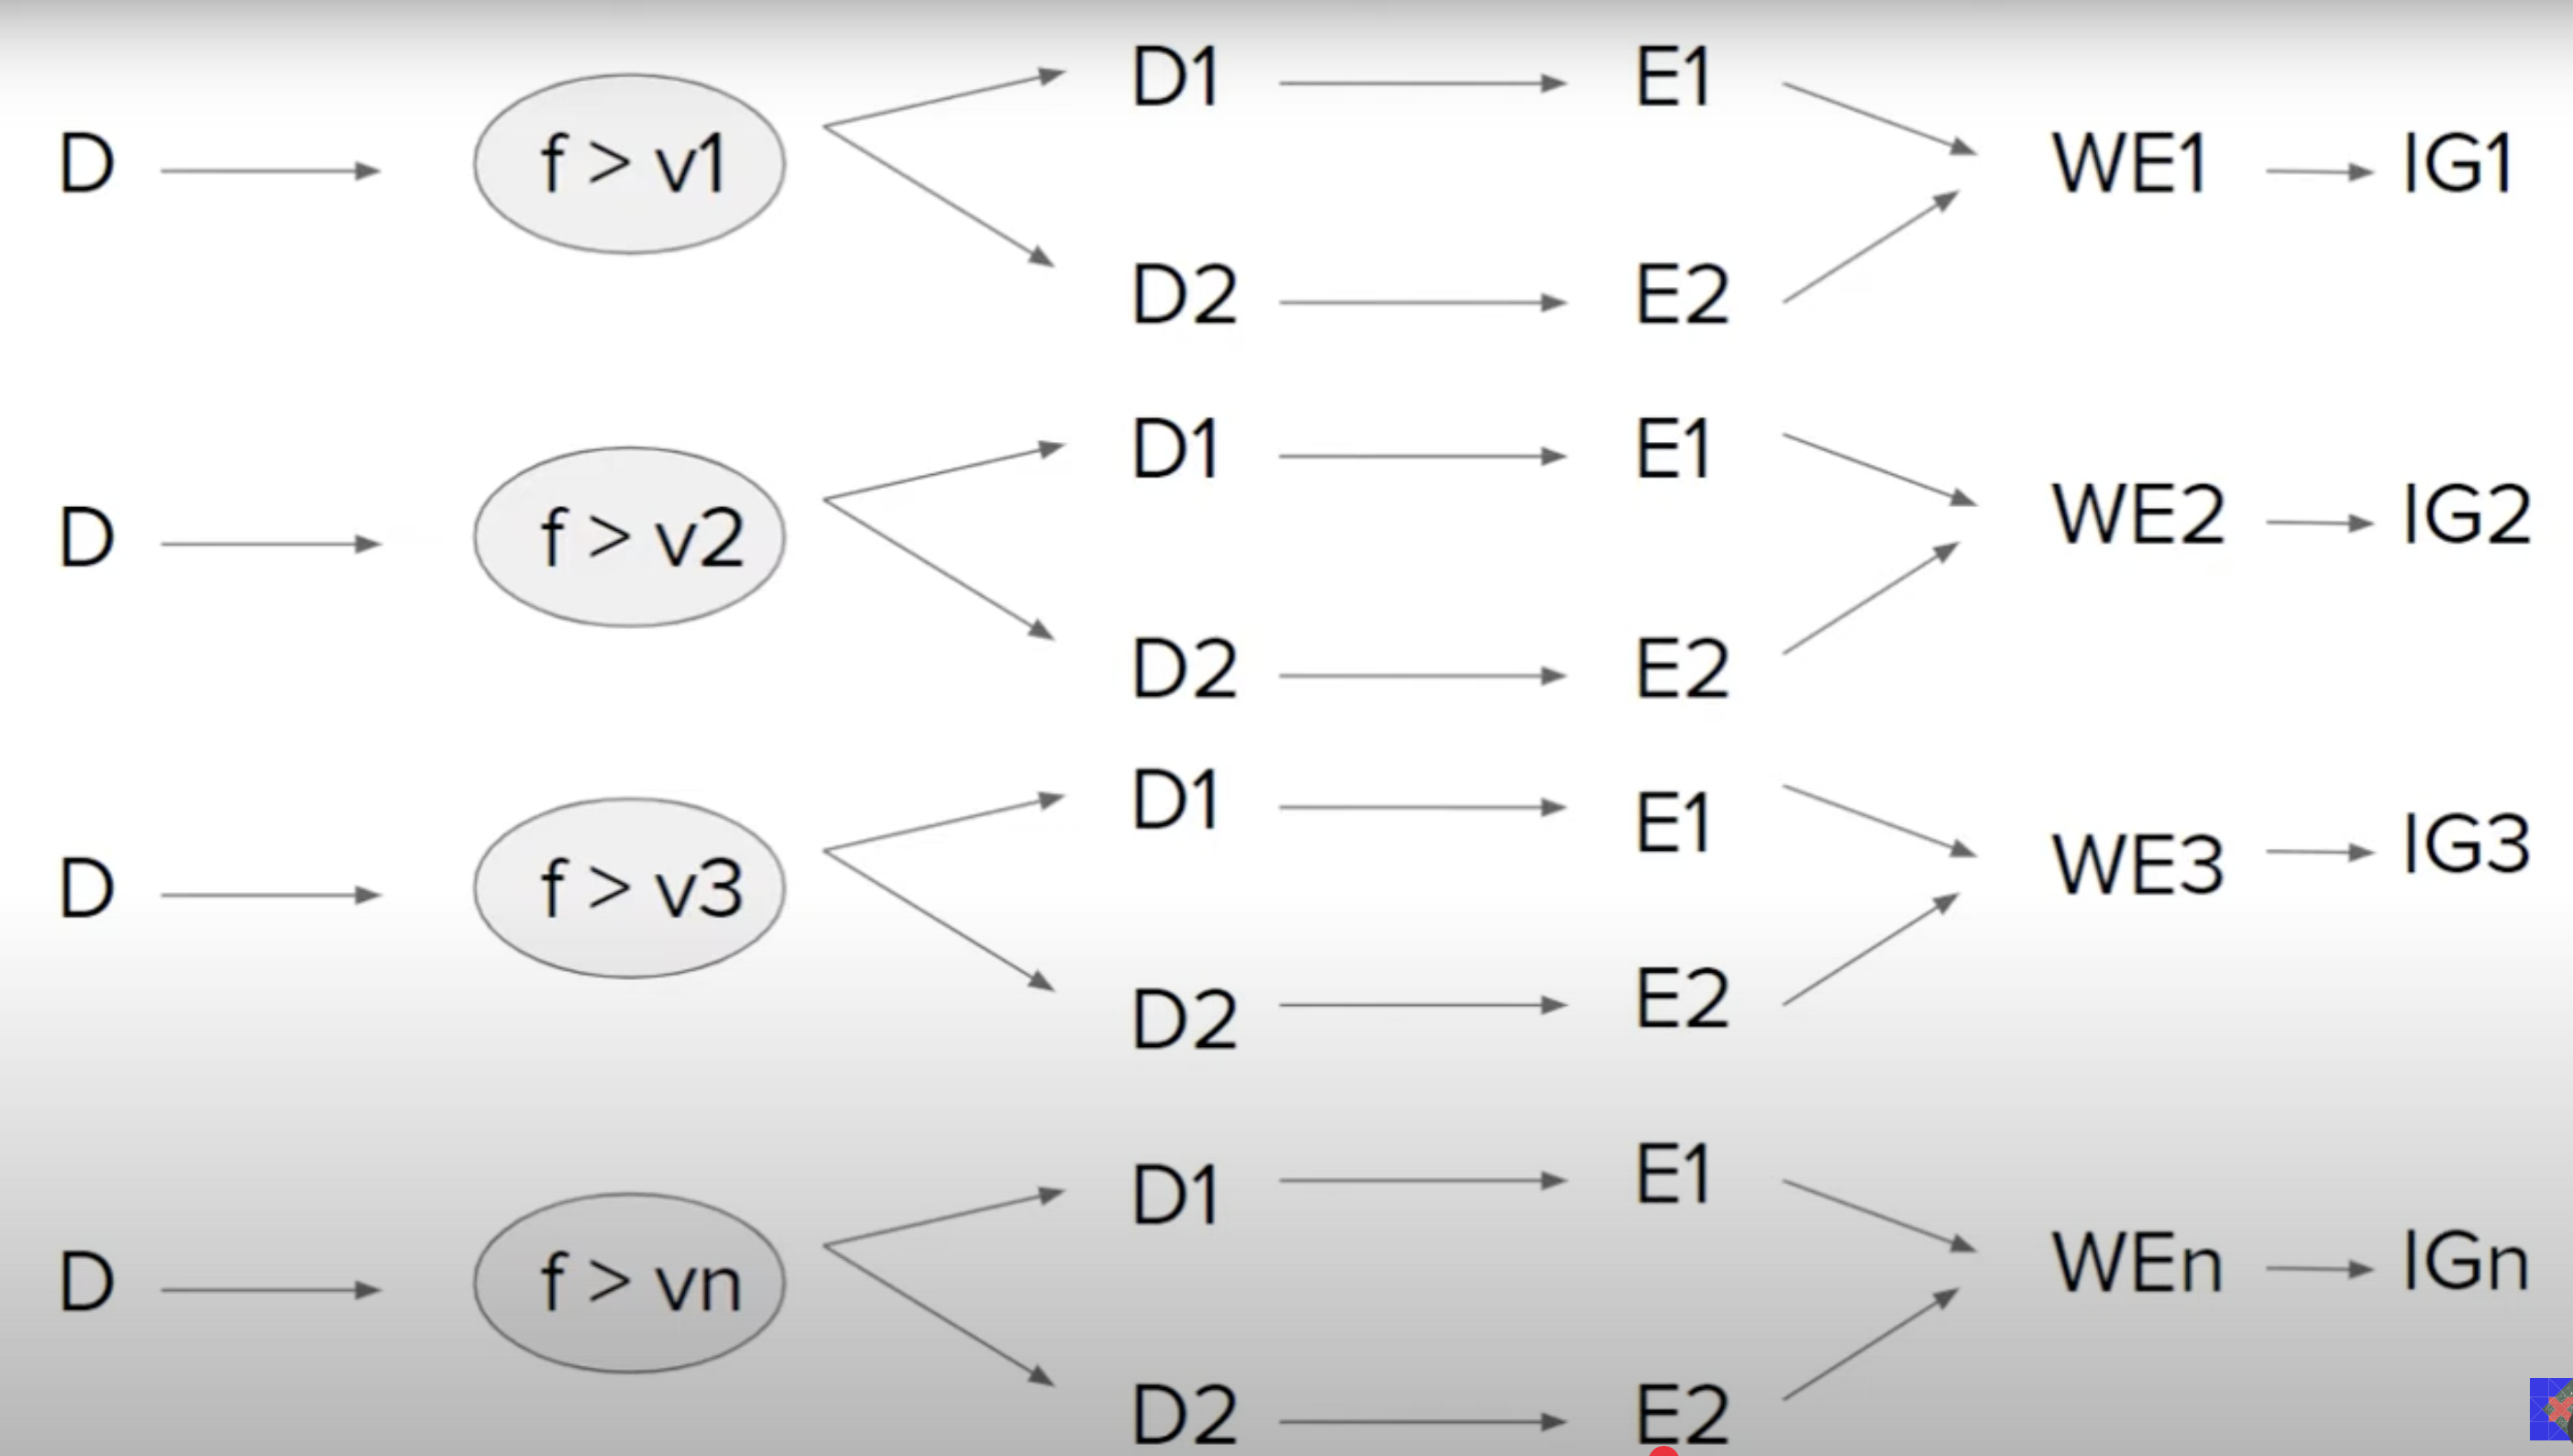 D1 E1
D f > v1 WE1 IG1
D2 E2
D1 E1
D f > v2 WE2 IG2
D2 E2
D1 E1
D f > v3 WE3 IG3
D2 E2
D1 E1
D f > vn WEn IGn
D2 E2